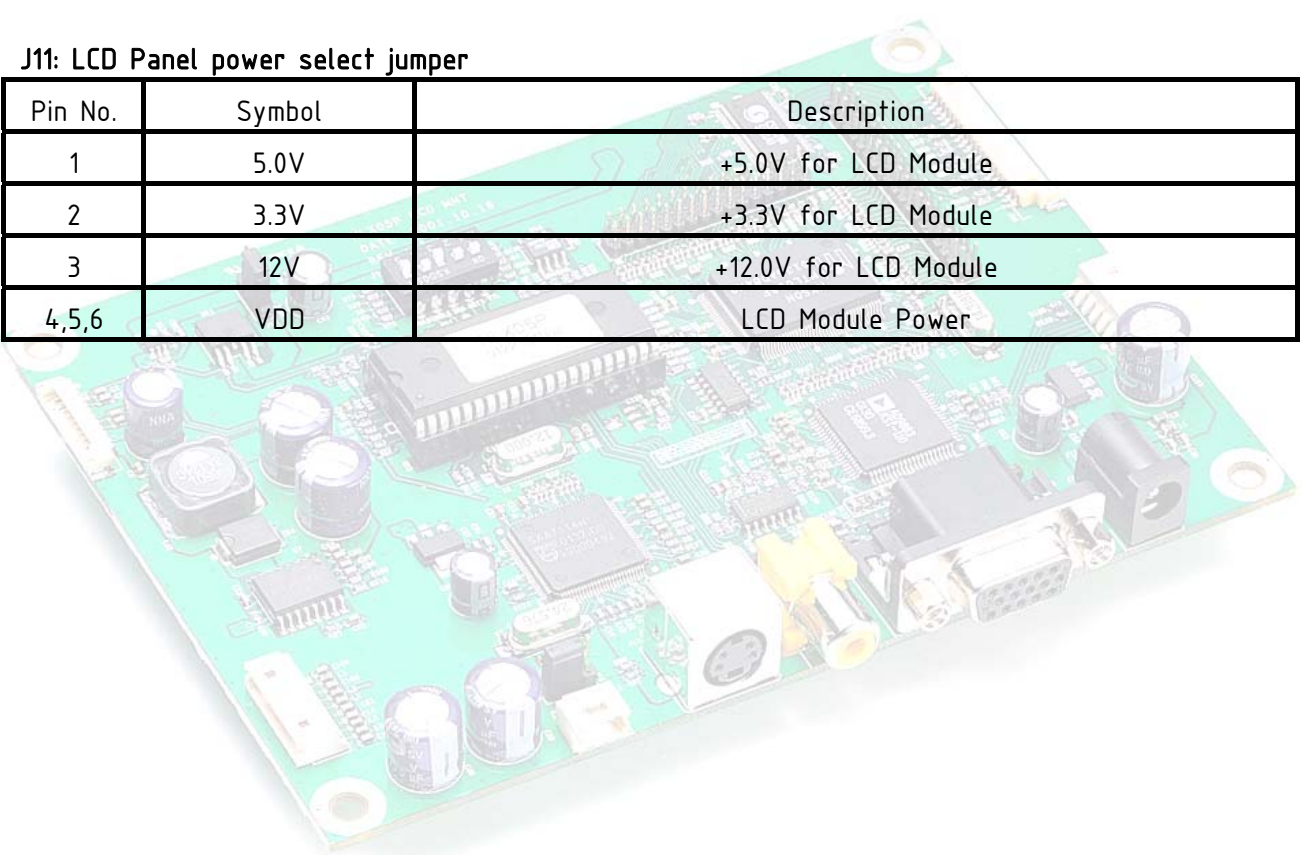 J11: LCD Panel power select jumper
Pin No. Symbol Description
1 5.0V +5.0V for LCD Module
2 3.3V +3.3V for LCD Module
3 12V +12.0V for LCD Module
4,5,6 VDD LCD Module Power